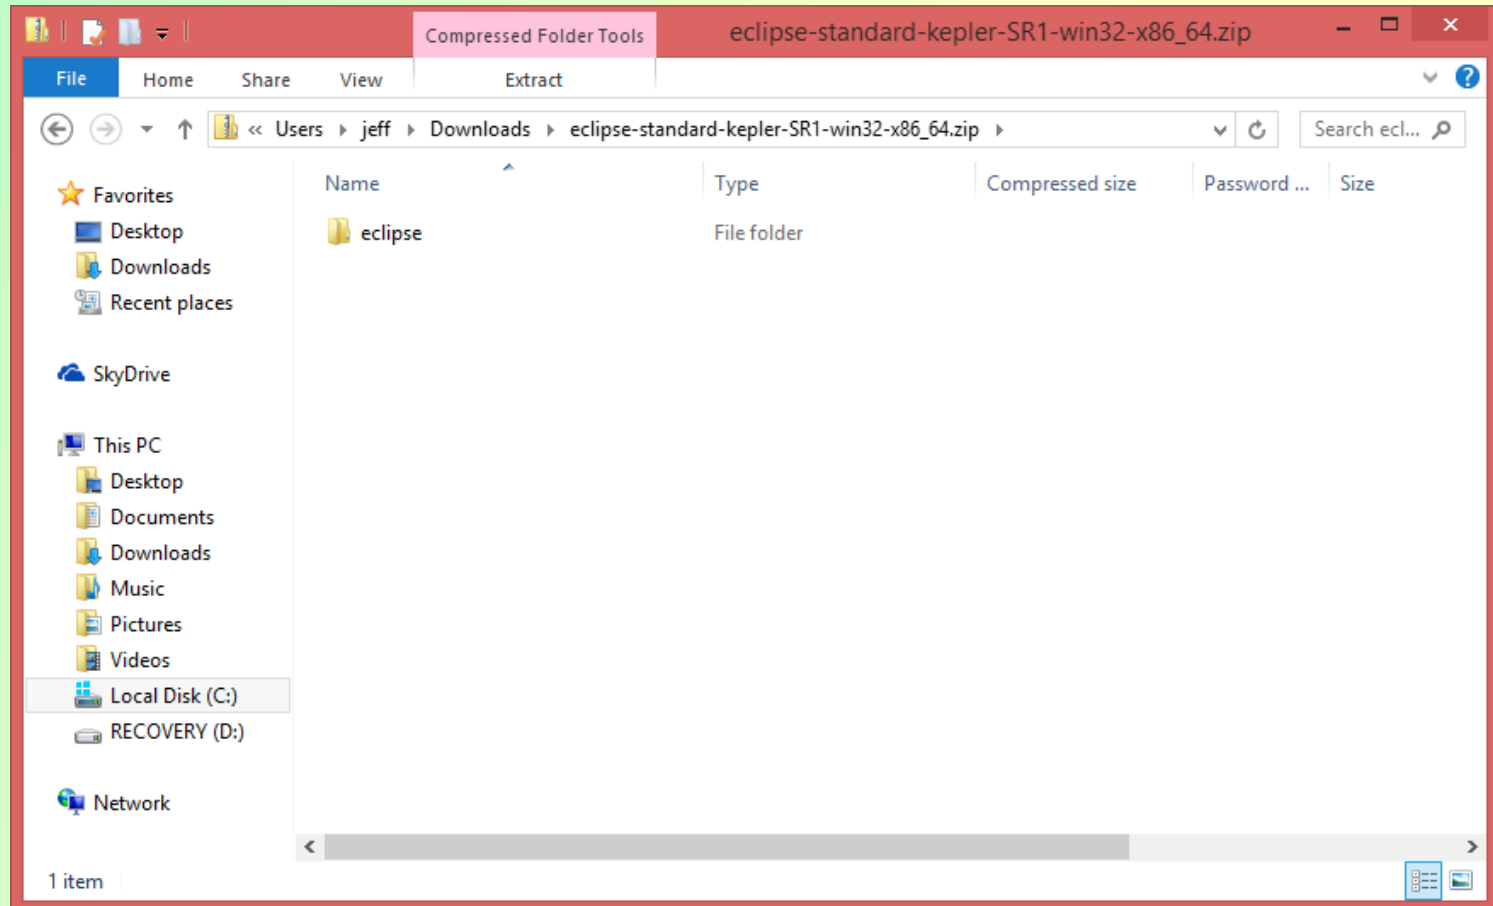 Compressed Folder Tools
eclipse-standard-kepler-SR1-win32-x86_64.zip
File Home Share View Extract
« Users jeff Downloads eclipse-standard-kepler-SR1-win32-x86_64.zip
Search ecl...
Name Type Compressed size Password ... Size
eclipse File folder
Favorites
Desktop
Downloads
Recent places
SkyDrive
This PC
Desktop
Documents
Downloads
Music
Pictures
Videos
Local Disk (C:)
RECOVERY (D:)
Network
1 item